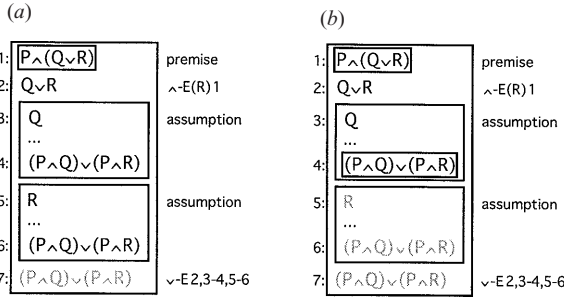 (a)
1: P∧(Q∨R) premise
2: Q∨R ∧-E(R) 1
3: Q assumption
...
4: (P∧Q)∨(P∧R)
5: R assumption
...
6: (P∧Q)∨(P∧R)
7: (P∧Q)∨(P∧R) ∨-E 2,3-4,5-6
(b)
1: P∧(Q∨R) premise
2: Q∨R ∧-E(R) 1
3: Q assumption
...
4: (P∧Q)∨(P∧R)
5: R assumption
...
6: (P∧Q)∨(P∧R)
7: (P∧Q)∨(P∧R) ∨-E 2,3-4,5-6